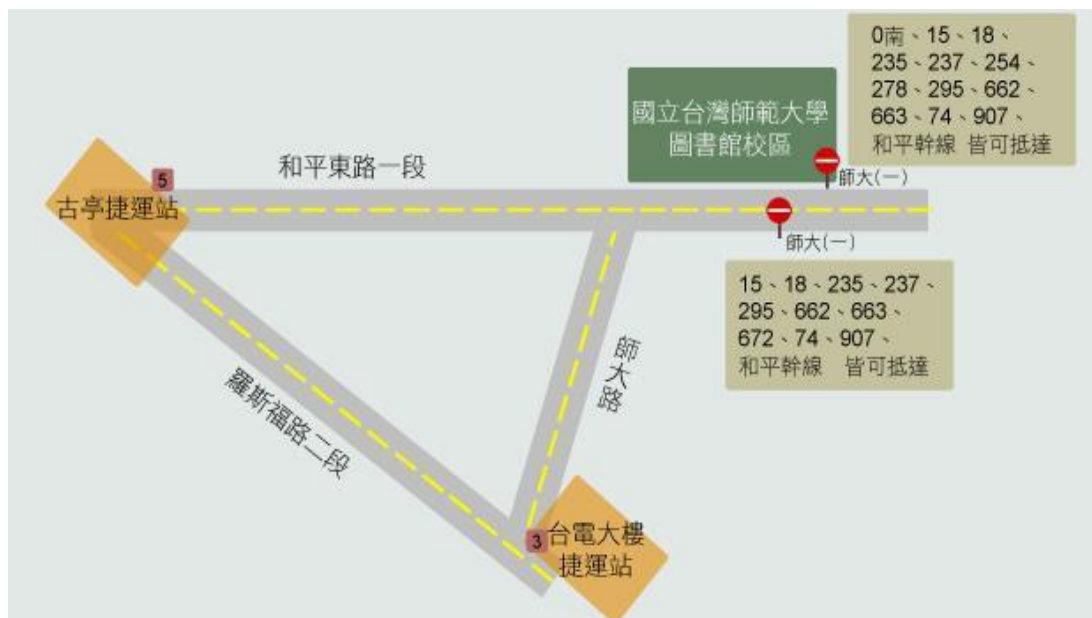 0南、15、18、
235、237、254、
278、295、662、
663、74、907、
和平幹線 皆可抵達
國立台灣師範大學
圖書館校區
和平東路一段
5
師大(一)
古亭捷運站
師大(一)
15、18、235、237、
295、662、663、
672、74、907、
和平幹線 皆可抵達
師大路
羅斯福路二段
3
台電大樓
捷運站